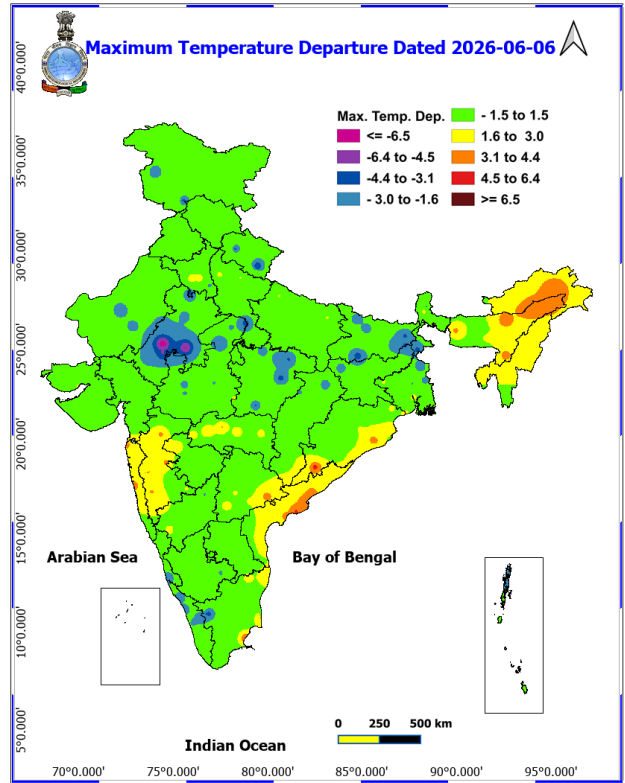 Maximum Temperature Departure Dated 2026-06-06
40°0.000'
35°0.000'
30°0.000'
25°0.000'
20°0.000'
15°0.000'
10°0.000'
5°0.000'
Max. Temp. Dep.
<= -6.5
-6.4 to -4.5
-4.4 to -3.1
- 3.0 to -1.6
- 1.5 to 1.5
1.6 to 3.0
3.1 to 4.4
4.5 to 6.4
>= 6.5
Arabian Sea
Bay of Bengal
Indian Ocean
0 250 500 km
70°0.000' 75°0.000' 80°0.000' 85°0.000' 90°0.000' 95°0.000'